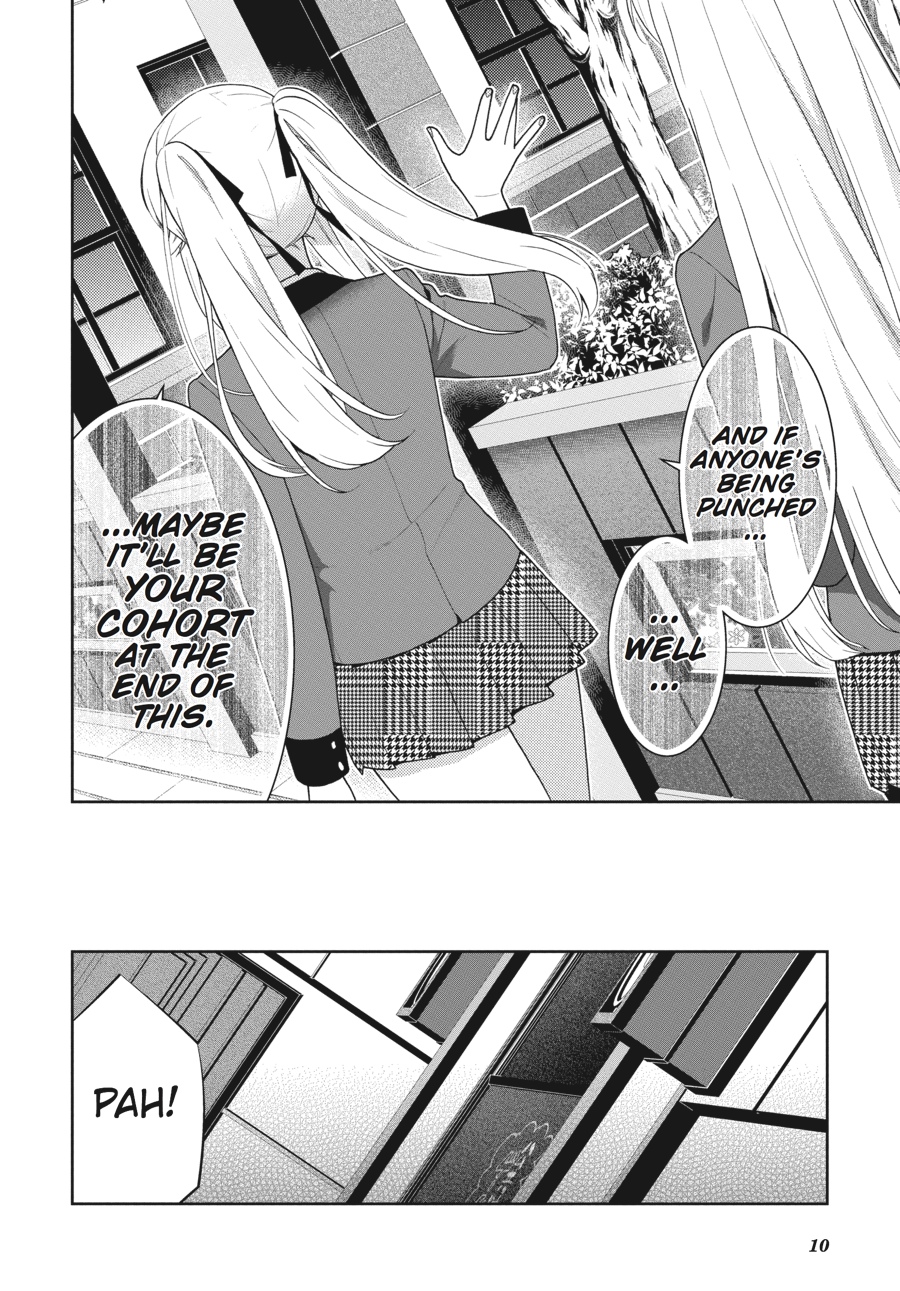 AND IF
ANYONE'S
BEING
PUNCHED
...
...
WELL
...
...MAYBE
IT'LL BE
YOUR
COHORT
AT THE
END OF
THIS.
PAH!
10